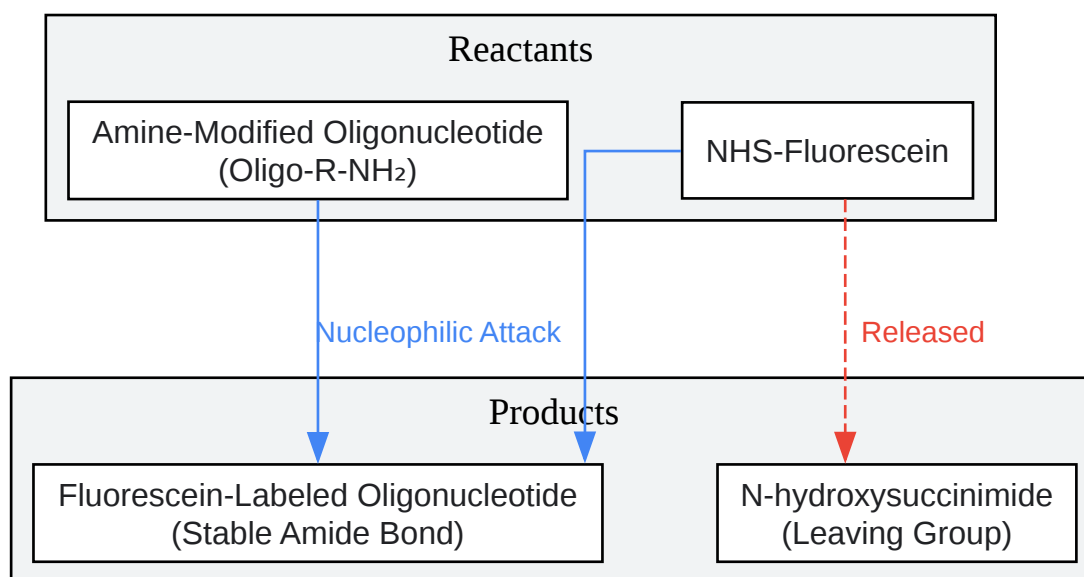 Reactants
Amine-Modified Oligonucleotide
(Oligo-R-NH₂)
NHS-Fluorescein
Nucleophilic Attack
Released
Products
Fluorescein-Labeled Oligonucleotide
(Stable Amide Bond)
N-hydroxysuccinimide
(Leaving Group)